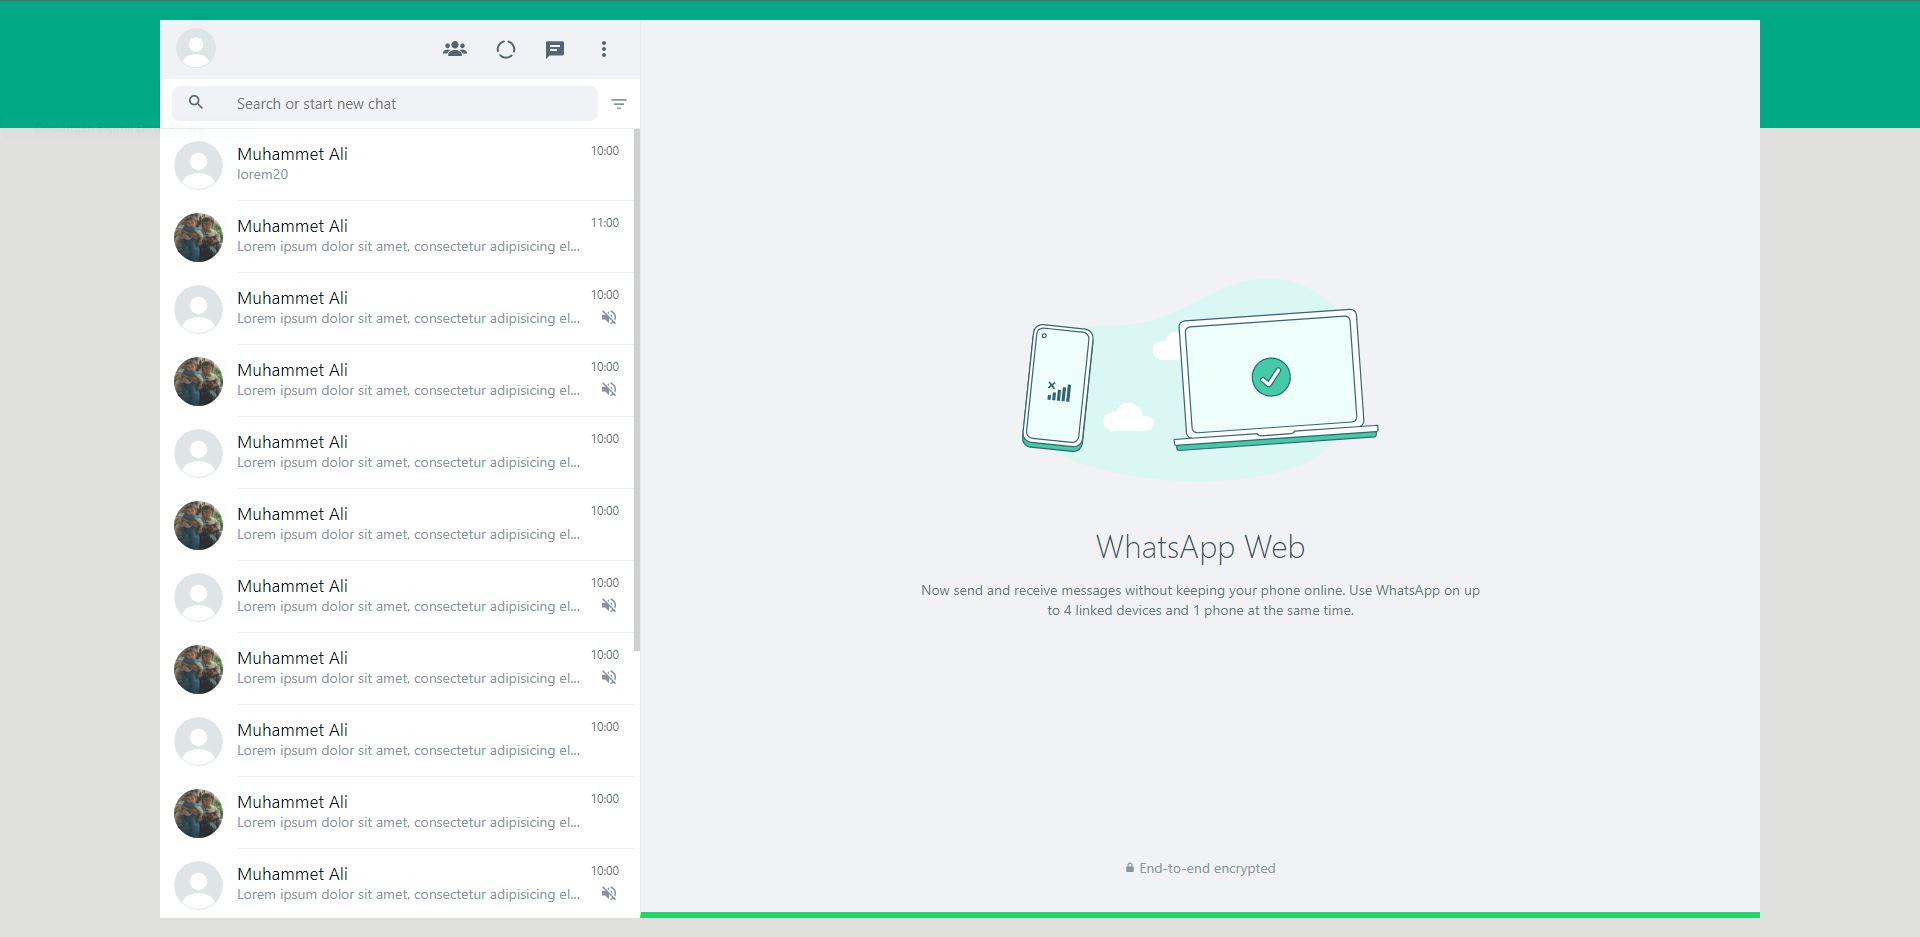 Search or start new chat
Muhammet Ali
10:00
lorem20
Muhammet Ali
11:00
Lorem ipsum dolor sit amet, consectetur adipisicing el...
Muhammet Ali
10:00
Lorem ipsum dolor sit amet, consectetur adipisicing el...
Muhammet Ali
10:00
Lorem ipsum dolor sit amet, consectetur adipisicing el...
Muhammet Ali
10:00
Lorem ipsum dolor sit amet, consectetur adipisicing el...
Muhammet Ali
10:00
Lorem ipsum dolor sit amet, consectetur adipisicing el...
Muhammet Ali
10:00
Lorem ipsum dolor sit amet, consectetur adipisicing el...
Muhammet Ali
10:00
Lorem ipsum dolor sit amet, consectetur adipisicing el...
Muhammet Ali
10:00
Lorem ipsum dolor sit amet, consectetur adipisicing el...
Muhammet Ali
10:00
Lorem ipsum dolor sit amet, consectetur adipisicing el...
Muhammet Ali
10:00
Lorem ipsum dolor sit amet, consectetur adipisicing el...
WhatsApp Web
Now send and receive messages without keeping your phone online. Use WhatsApp on up
to 4 linked devices and 1 phone at the same time.
End-to-end encrypted